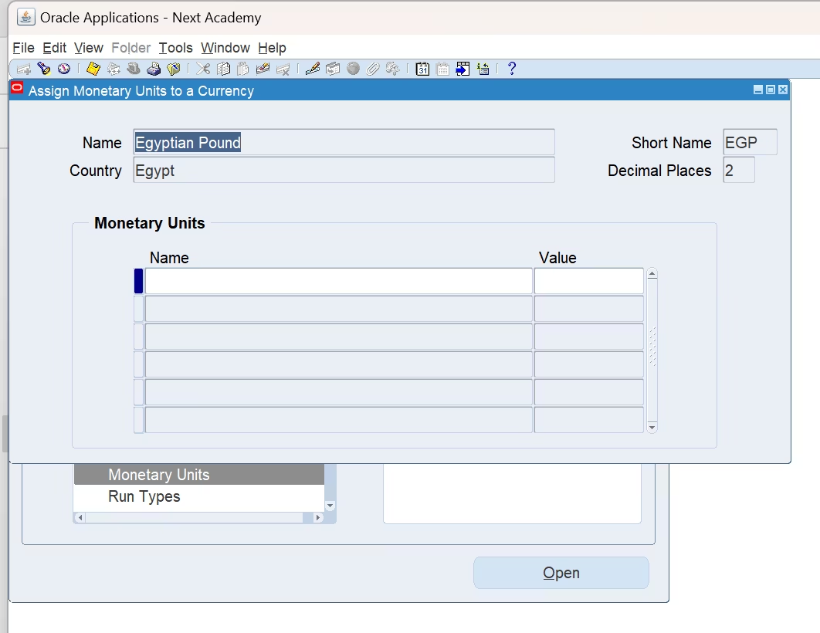 Oracle Applications - Next Academy
File Edit View Folder Tools Window Help
Assign Monetary Units to a Currency
Name Egyptian Pound Short Name EGP
Country Egypt Decimal Places 2
Monetary Units
Name Value
Monetary Units
Run Types
Open